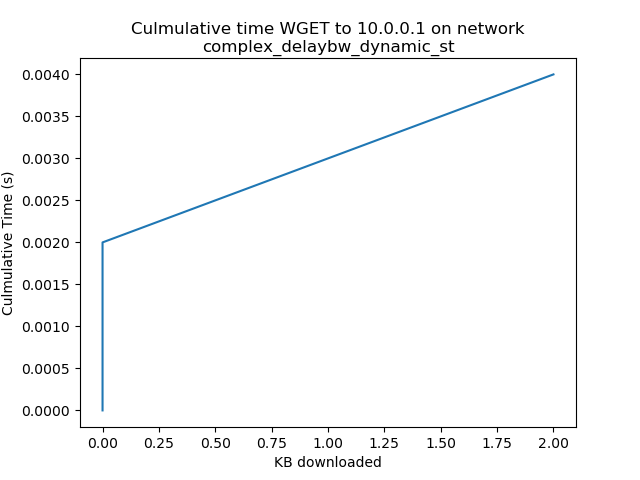 Culmulative time WGET to 10.0.0.1 on network
complex_delaybw_dynamic_st
Culmulative Time (s)
0.0040
0.0035
0.0030
0.0025
0.0020
0.0015
0.0010
0.0005
0.0000
0.00 0.25 0.50 0.75 1.00 1.25 1.50 1.75 2.00
KB downloaded